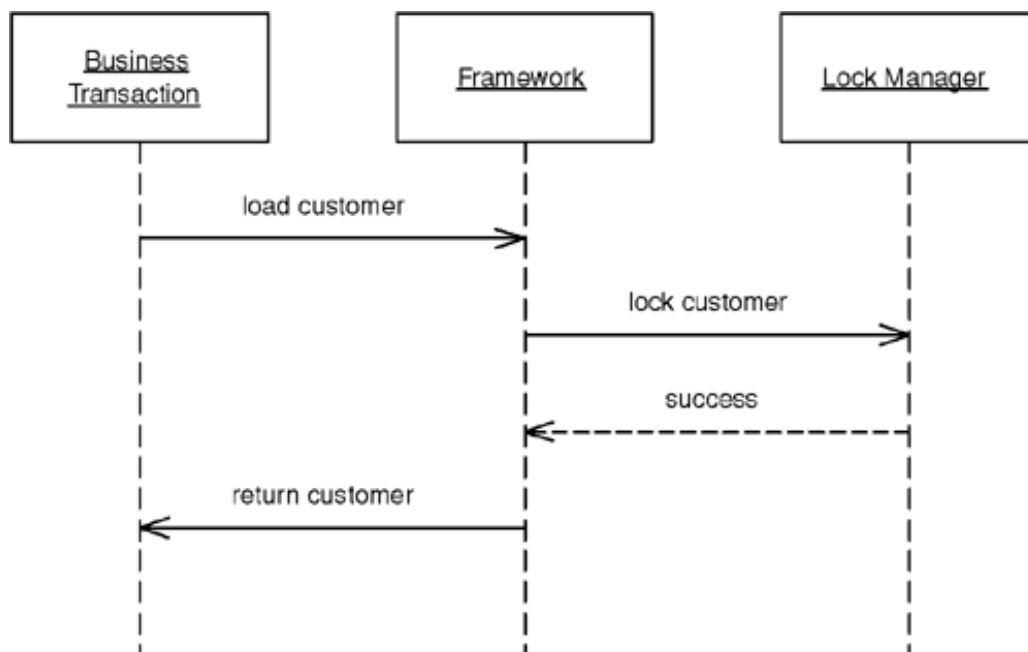 Business
Transaction
Framework
Lock Manager
load customer
lock customer
success
return customer